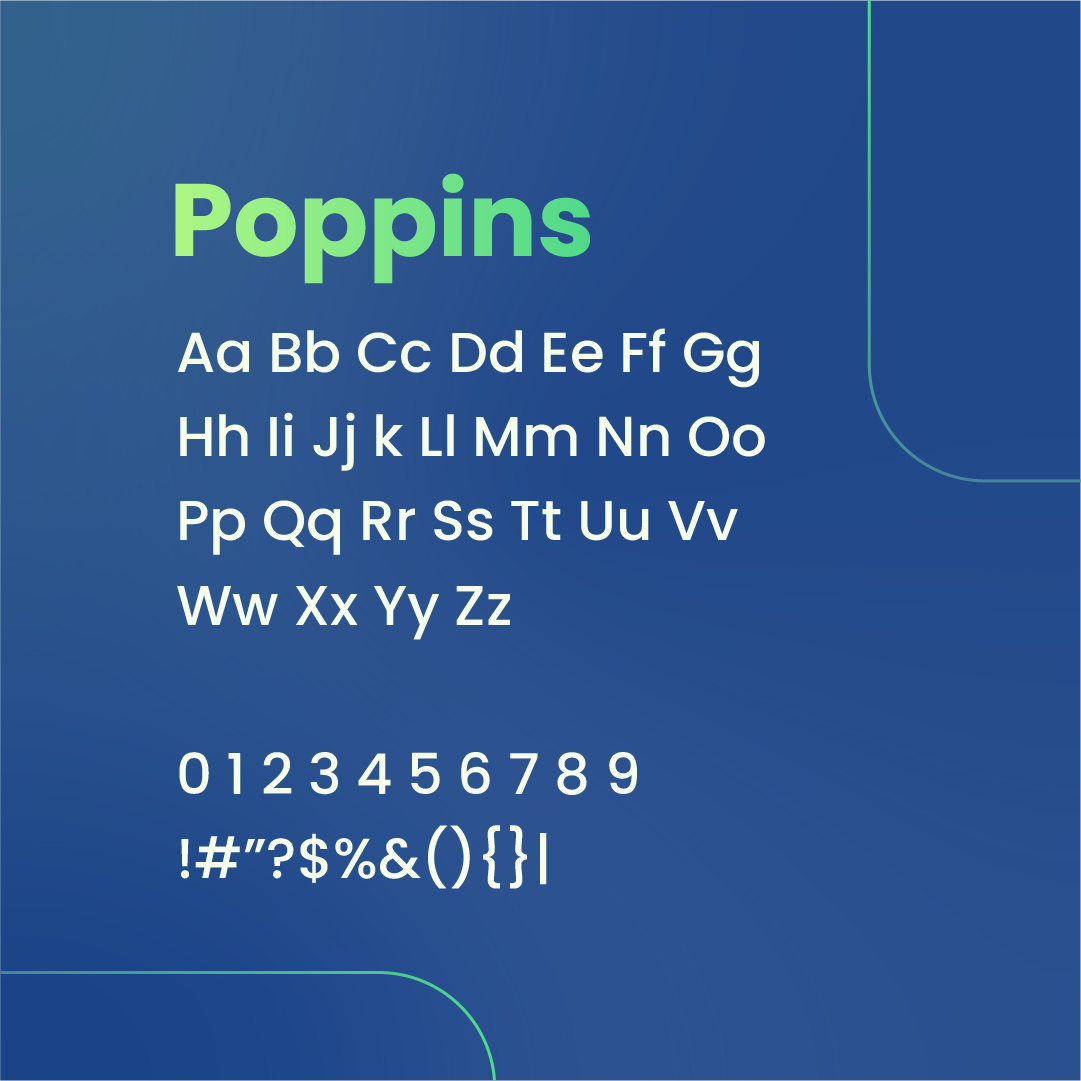 Poppins
Aa Bb Cc Dd Ee Ff Gg
Hh Ii Jj k Ll Mm Nn Oo
Pp Qq Rr Ss Tt Uu Vv
Ww Xx Yy Zz
0 1 2 3 4 5 6 7 8 9
!#”?$%&(){}|